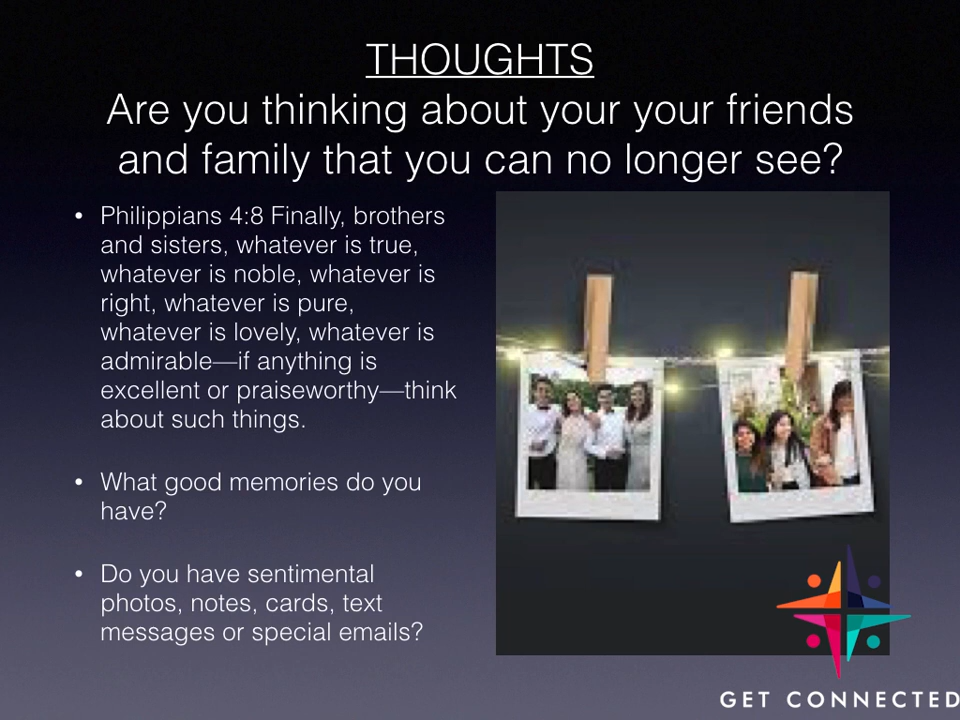 THOUGHTS
Are you thinking about your your friends
and family that you can no longer see?
• Philippians 4:8 Finally, brothers
and sisters, whatever is true,
whatever is noble, whatever is
right, whatever is pure,
whatever is lovely, whatever is
admirable—if anything is
excellent or praiseworthy—think
about such things.
• What good memories do you
have?
• Do you have sentimental
photos, notes, cards, text
messages or special emails?
GET CONNECTED